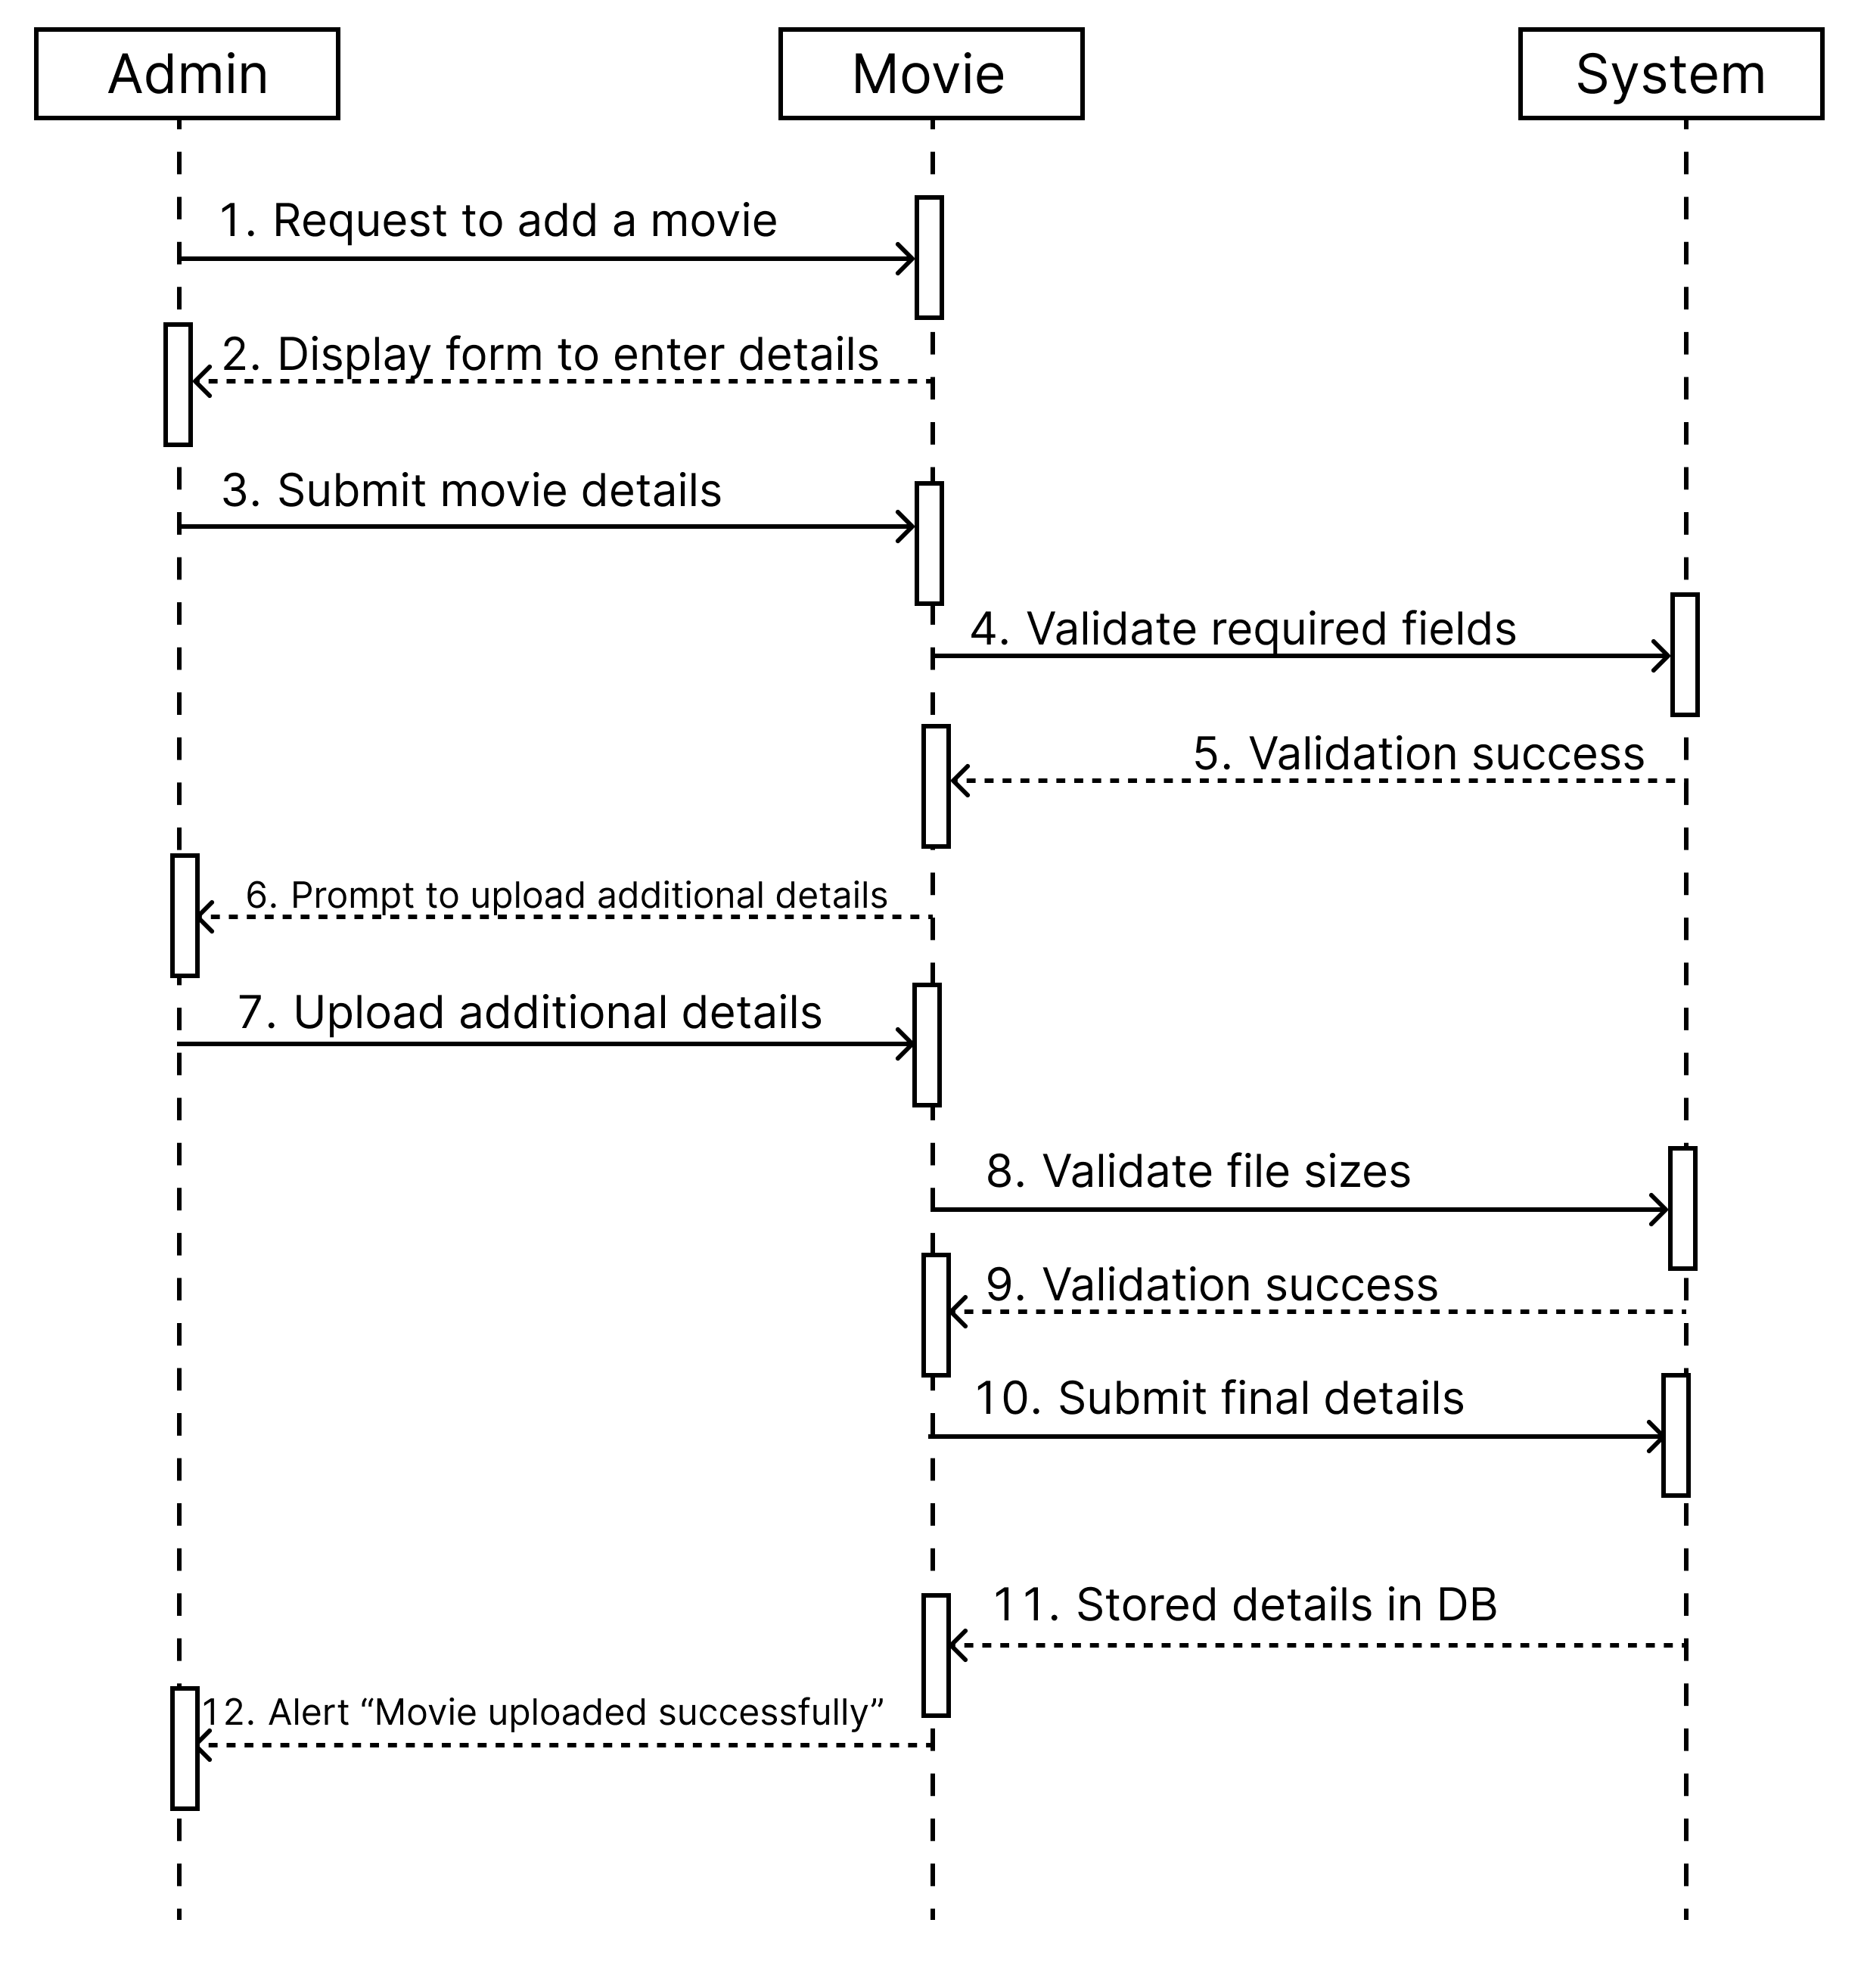 Admin
Movie
System
1. Request to add a movie
2. Display form to enter details
3. Submit movie details
4. Validate required fields
5. Validation success
6. Prompt to upload additional details
7. Upload additional details
8. Validate file sizes
9. Validation success
10. Submit final details
11. Stored details in DB
12. Alert “Movie uploaded successfully”